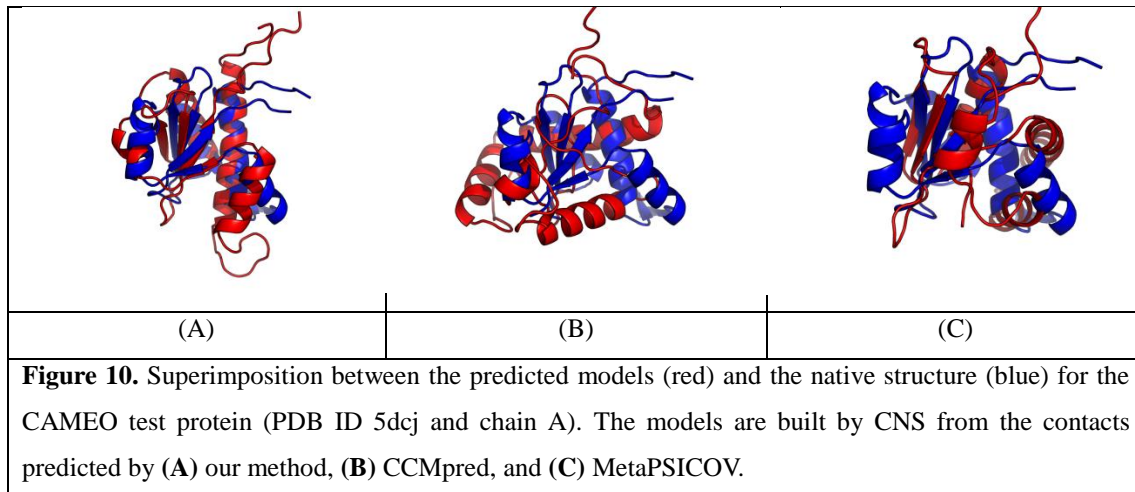 (A) (B) (C)
Figure 10. Superimposition between the predicted models (red) and the native structure (blue) for the
CAMEO test protein (PDB ID 5dcj and chain A). The models are built by CNS from the contacts
predicted by (A) our method, (B) CCMpred, and (C) MetaPSICOV.